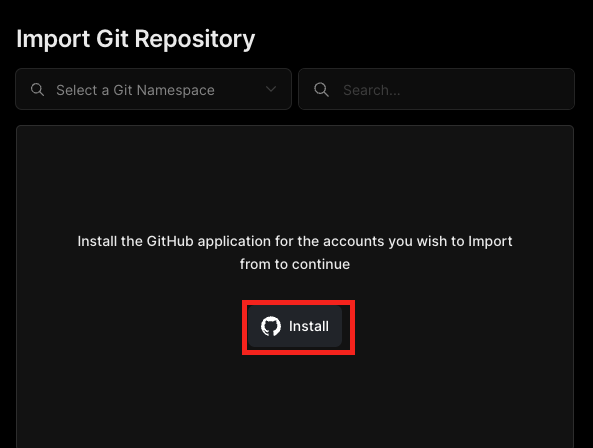 Import Git Repository
Select a Git Namespace
Search...
Install the GitHub application for the accounts you wish to Import
from to continue
Install